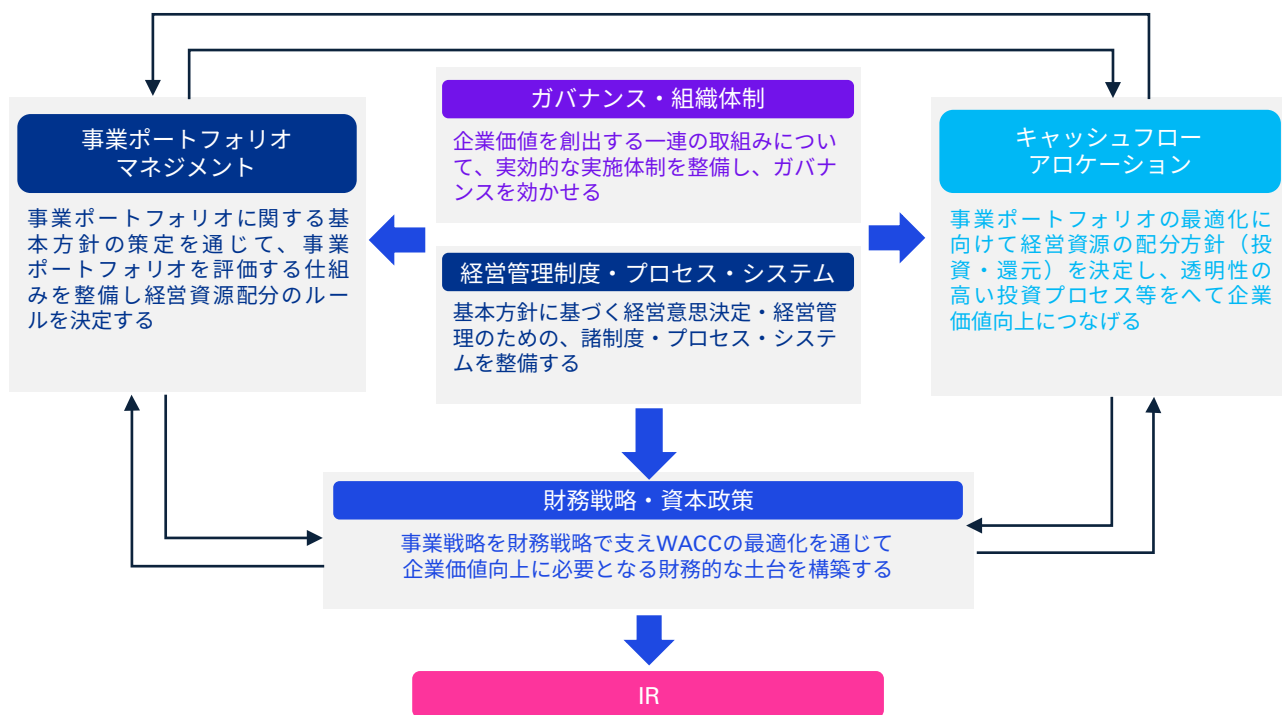 ガバナンス・組織体制
企業価値を創出する一連の取組みについ
て、実効的な実施体制を整備し、ガバナ
ンスを効かせる
事業ポートフォリオ
マネジメント
事業ポートフォリオに関する基
本方針の策定を通じて、事業
ポートフォリオを評価する仕組
みを整備し経営資源配分のルー
ルを決定する
経営管理制度・プロセス・システム
基本方針に基づく経営意思決定・経営管
理のための、諸制度・プロセス・システ
ムを整備する
キャッシュフロー
アロケーション
事業ポートフォリオの最適化に
向けて経営資源の配分方針（投
資・還元）を決定し、透明性の
高い投資プロセス等をへて企業
価値向上につなげる
財務戦略・資本政策
事業戦略を財務戦略で支えWACCの最適化を通じて
企業価値向上に必要となる財務的な土台を構築する
IR